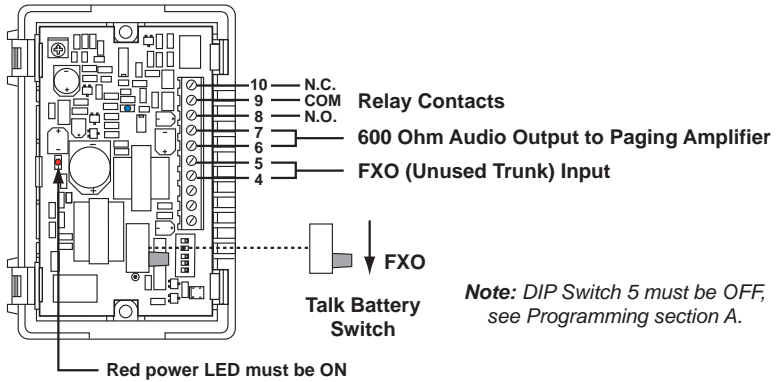 10 N.C.
9 COM
8 N.O.
Relay Contacts
7
6
600 Ohm Audio Output to Paging Amplifier
5
4
FXO (Unused Trunk) Input
FXO
Talk Battery
Switch
Note: DIP Switch 5 must be OFF,
see Programming section A.
Red power LED must be ON